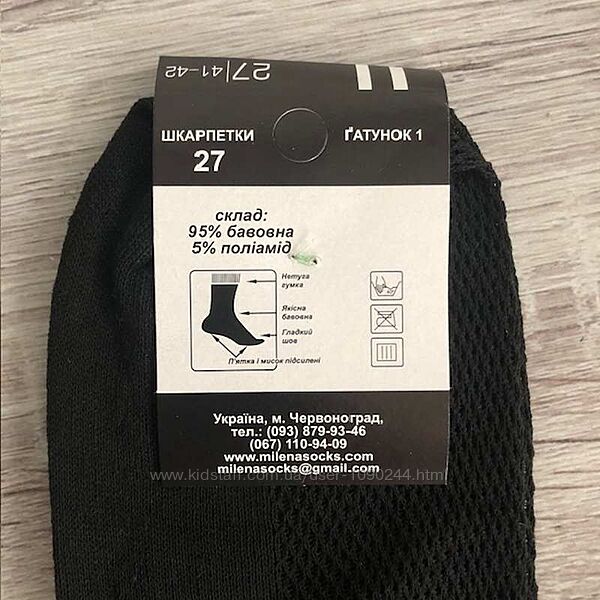 27/41-42
ШКАРПЕТКИ ҐАТУНОК 1
27
склад:
95% бавовна
5% поліамід
Нетуга
гумка
Якісна
бавовна
Гладкий
шов
П'ятка і мисок підсилені
Україна, м. Червоноград,
тел.: (093) 879-93-46
(067) 110-94-09
www.milenasocks.com
milenasocks@gmail.com
www.kidstaff.com.ua/user-1090244.html